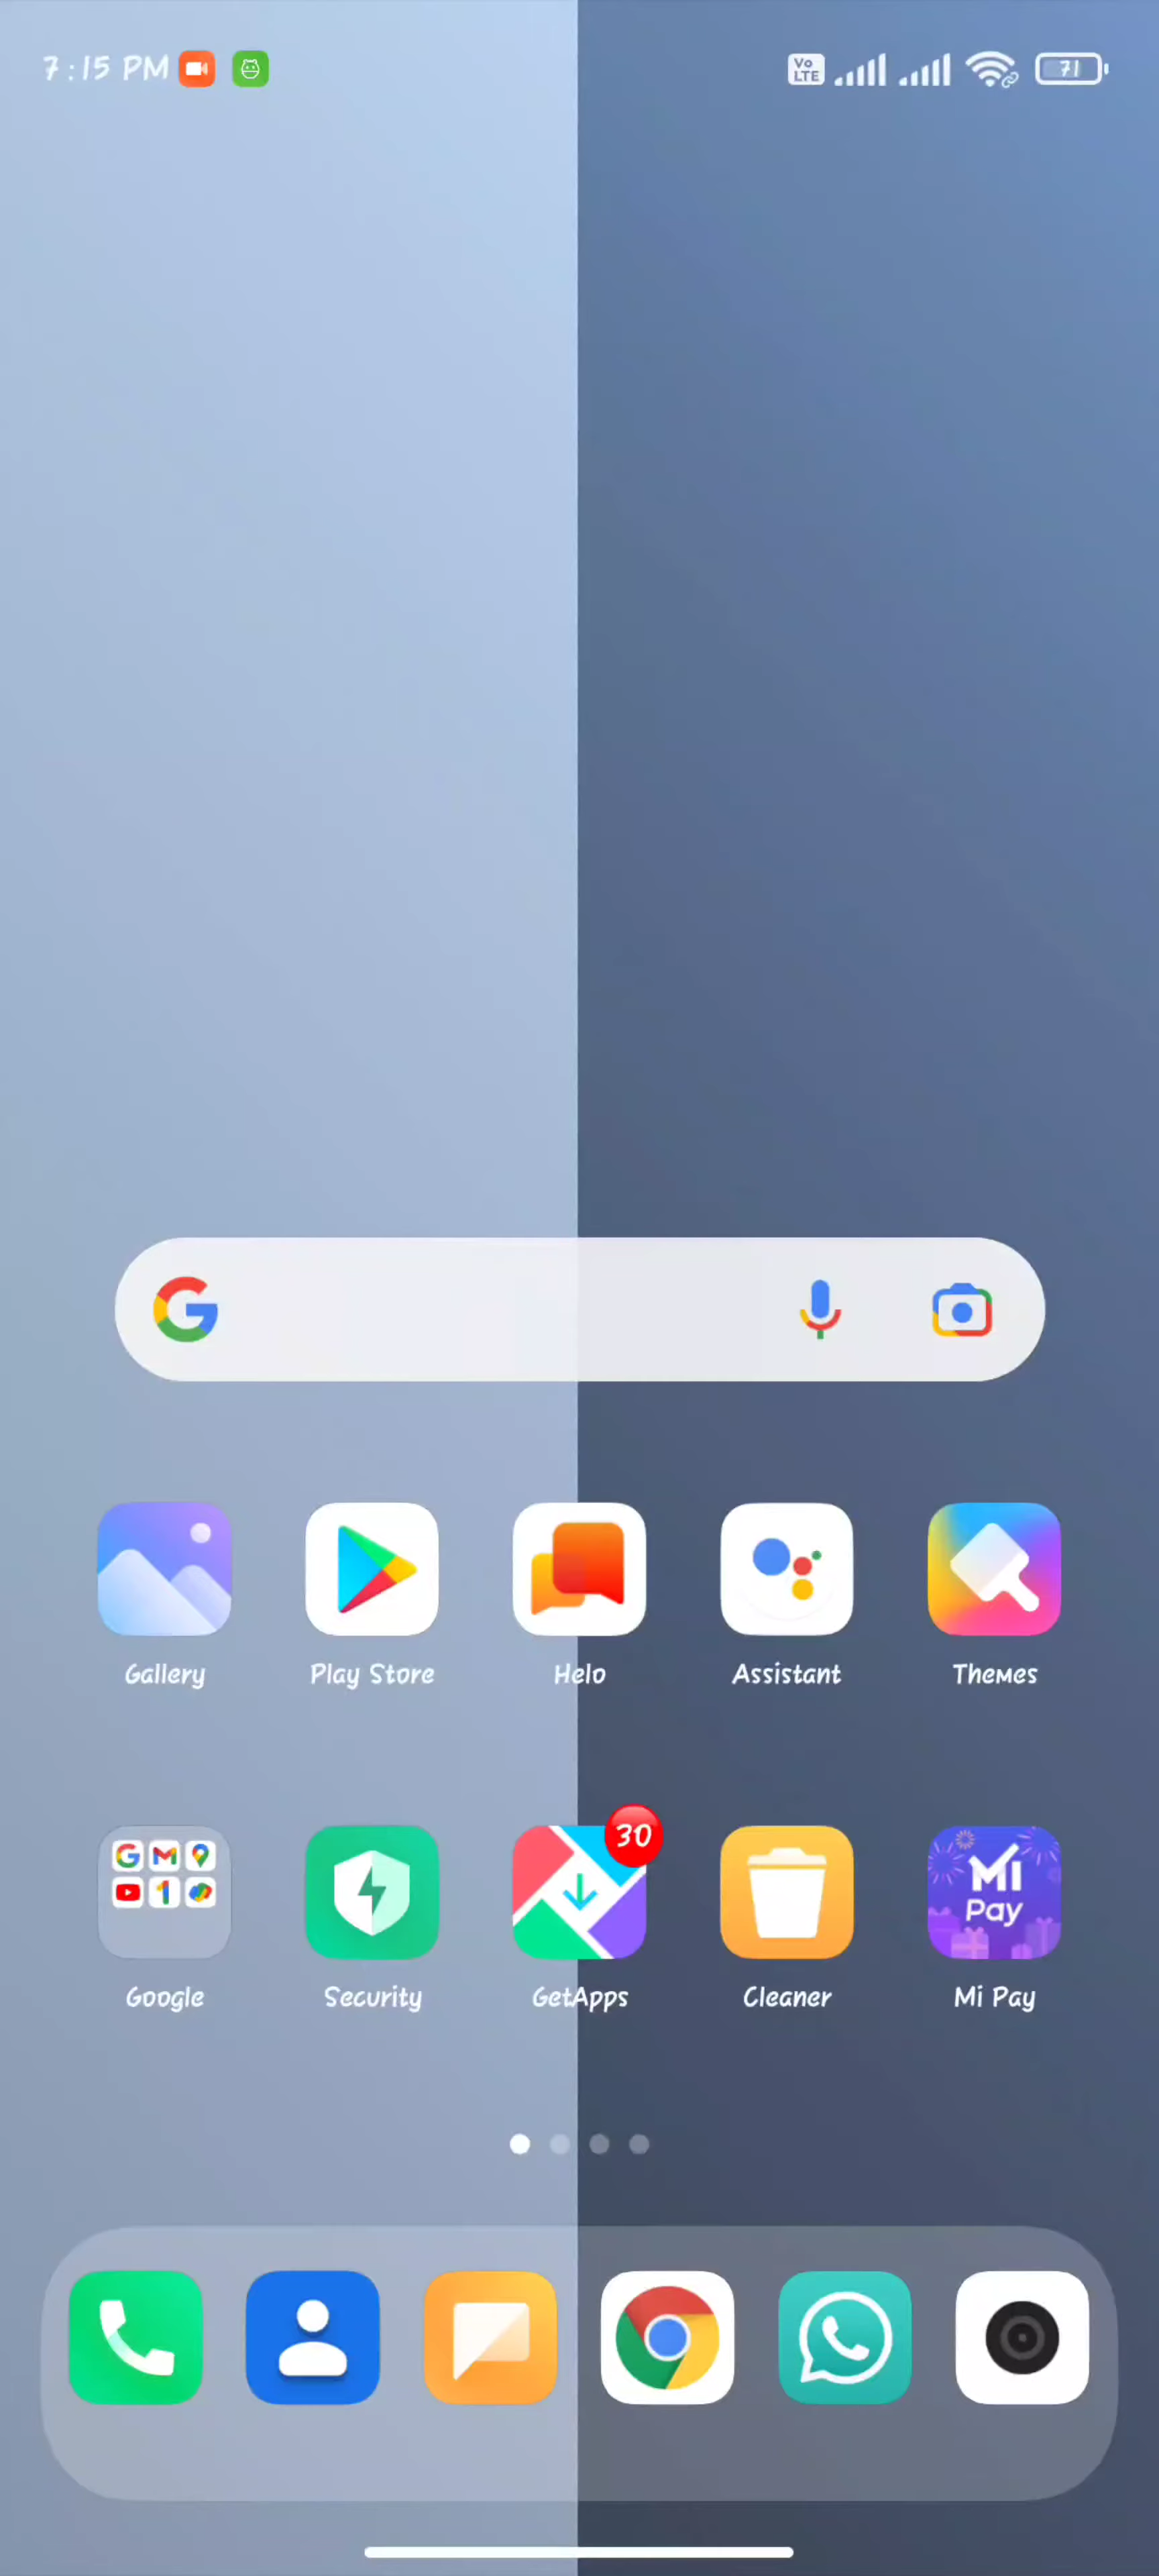 7:15 PM Vo LTE 71
Gallery Play Store Helo Assistant Themes
30
MI Pay
Google Security GetApps Cleaner Mi Pay